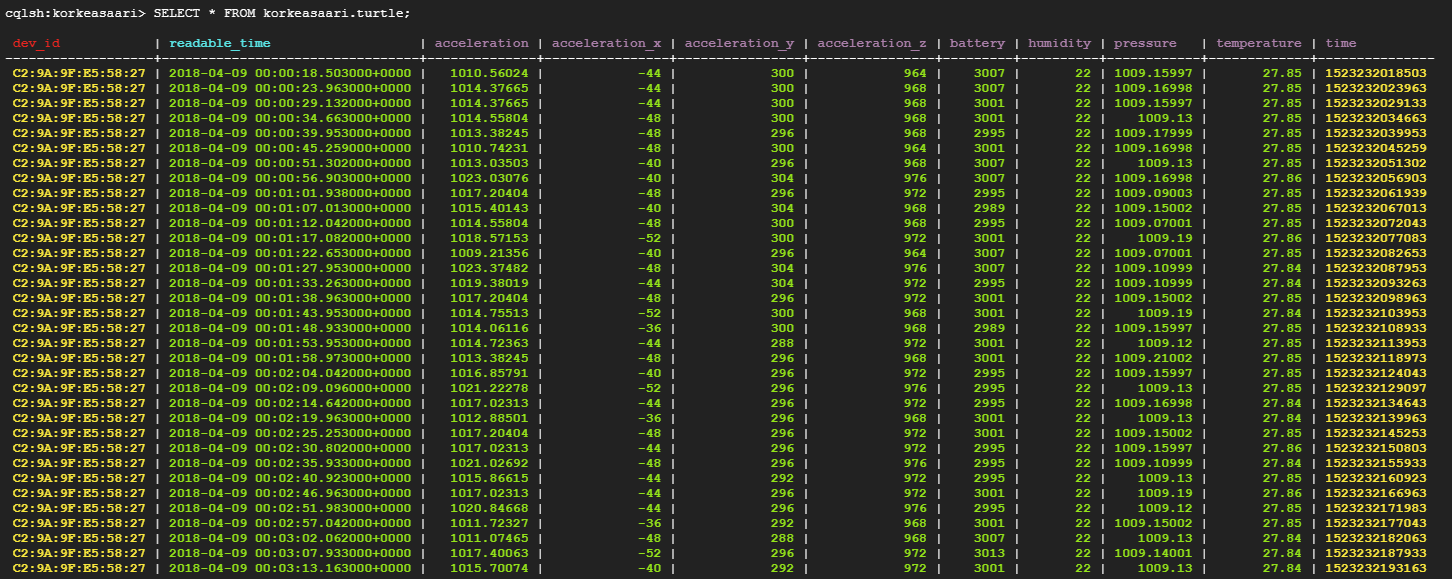 cqlsh:korkeasaari> SELECT * FROM korkeasaari.turtle;
dev_id | readable_time | acceleration | acceleration_x | acceleration_y | acceleration_z | battery | humidity | pressure | temperature | time
C2:9A:9F:E5:58:27 | 2018-04-09 00:00:18.503000+0000 | 1010.56024 | -44 | 300 | 964 | 3007 | 22 | 1009.15997 | 27.85 | 1523232018503
C2:9A:9F:E5:58:27 | 2018-04-09 00:00:23.963000+0000 | 1014.37665 | -44 | 300 | 968 | 3007 | 22 | 1009.16998 | 27.85 | 1523232023963
C2:9A:9F:E5:58:27 | 2018-04-09 00:00:29.132000+0000 | 1014.37665 | -44 | 300 | 968 | 3001 | 22 | 1009.15997 | 27.85 | 1523232029133
C2:9A:9F:E5:58:27 | 2018-04-09 00:00:34.663000+0000 | 1014.55804 | -48 | 300 | 968 | 3001 | 22 | 1009.13 | 27.85 | 1523232034663
C2:9A:9F:E5:58:27 | 2018-04-09 00:00:39.953000+0000 | 1013.38245 | -48 | 296 | 968 | 2995 | 22 | 1009.17999 | 27.85 | 1523232039953
C2:9A:9F:E5:58:27 | 2018-04-09 00:00:45.259000+0000 | 1010.74231 | -48 | 300 | 964 | 3001 | 22 | 1009.16998 | 27.85 | 1523232045259
C2:9A:9F:E5:58:27 | 2018-04-09 00:00:51.302000+0000 | 1013.03503 | -40 | 296 | 968 | 3007 | 22 | 1009.13 | 27.85 | 1523232051302
C2:9A:9F:E5:58:27 | 2018-04-09 00:00:56.903000+0000 | 1023.03076 | -40 | 304 | 976 | 3007 | 22 | 1009.16998 | 27.86 | 1523232056903
C2:9A:9F:E5:58:27 | 2018-04-09 00:01:01.938000+0000 | 1017.20404 | -48 | 296 | 972 | 2995 | 22 | 1009.09003 | 27.85 | 1523232061939
C2:9A:9F:E5:58:27 | 2018-04-09 00:01:07.013000+0000 | 1015.40143 | -40 | 304 | 968 | 2989 | 22 | 1009.15002 | 27.85 | 1523232067013
C2:9A:9F:E5:58:27 | 2018-04-09 00:01:12.042000+0000 | 1014.55804 | -48 | 300 | 968 | 3001 | 22 | 1009.07001 | 27.85 | 1523232072043
C2:9A:9F:E5:58:27 | 2018-04-09 00:01:17.082000+0000 | 1018.57153 | -52 | 300 | 972 | 3001 | 22 | 1009.19 | 27.86 | 1523232077083
C2:9A:9F:E5:58:27 | 2018-04-09 00:01:22.653000+0000 | 1009.21356 | -40 | 296 | 964 | 3007 | 22 | 1009.07001 | 27.85 | 1523232082653
C2:9A:9F:E5:58:27 | 2018-04-09 00:01:27.953000+0000 | 1023.37482 | -48 | 304 | 976 | 3007 | 22 | 1009.10999 | 27.84 | 1523232087953
C2:9A:9F:E5:58:27 | 2018-04-09 00:01:33.263000+0000 | 1019.38019 | -44 | 304 | 972 | 2995 | 22 | 1009.10999 | 27.84 | 1523232093263
C2:9A:9F:E5:58:27 | 2018-04-09 00:01:38.963000+0000 | 1017.20404 | -48 | 296 | 972 | 3001 | 22 | 1009.15002 | 27.85 | 1523232098963
C2:9A:9F:E5:58:27 | 2018-04-09 00:01:43.953000+0000 | 1014.75513 | -52 | 300 | 968 | 3001 | 22 | 1009.19 | 27.84 | 1523232103953
C2:9A:9F:E5:58:27 | 2018-04-09 00:01:48.933000+0000 | 1014.06116 | -36 | 300 | 968 | 2989 | 22 | 1009.15997 | 27.85 | 1523232108933
C2:9A:9F:E5:58:27 | 2018-04-09 00:01:53.953000+0000 | 1014.72363 | -44 | 288 | 972 | 3001 | 22 | 1009.12 | 27.85 | 1523232113953
C2:9A:9F:E5:58:27 | 2018-04-09 00:01:58.973000+0000 | 1013.38245 | -48 | 296 | 968 | 3001 | 22 | 1009.21002 | 27.85 | 1523232118973
C2:9A:9F:E5:58:27 | 2018-04-09 00:02:04.042000+0000 | 1016.85791 | -40 | 296 | 972 | 2995 | 22 | 1009.15997 | 27.85 | 1523232124043
C2:9A:9F:E5:58:27 | 2018-04-09 00:02:09.096000+0000 | 1021.22278 | -52 | 296 | 976 | 2995 | 22 | 1009.13 | 27.85 | 1523232129097
C2:9A:9F:E5:58:27 | 2018-04-09 00:02:14.642000+0000 | 1017.02313 | -44 | 296 | 972 | 2995 | 22 | 1009.16998 | 27.84 | 1523232134643
C2:9A:9F:E5:58:27 | 2018-04-09 00:02:19.963000+0000 | 1012.88501 | -36 | 296 | 968 | 3001 | 22 | 1009.13 | 27.84 | 1523232139963
C2:9A:9F:E5:58:27 | 2018-04-09 00:02:25.253000+0000 | 1017.20404 | -48 | 296 | 972 | 3001 | 22 | 1009.15002 | 27.85 | 1523232145253
C2:9A:9F:E5:58:27 | 2018-04-09 00:02:30.802000+0000 | 1017.02313 | -44 | 296 | 972 | 2995 | 22 | 1009.15997 | 27.86 | 1523232150803
C2:9A:9F:E5:58:27 | 2018-04-09 00:02:35.933000+0000 | 1021.02692 | -48 | 296 | 976 | 2995 | 22 | 1009.10999 | 27.84 | 1523232155933
C2:9A:9F:E5:58:27 | 2018-04-09 00:02:40.923000+0000 | 1015.86615 | -44 | 292 | 972 | 2995 | 22 | 1009.13 | 27.85 | 1523232160923
C2:9A:9F:E5:58:27 | 2018-04-09 00:02:46.963000+0000 | 1017.02313 | -44 | 296 | 972 | 3001 | 22 | 1009.19 | 27.86 | 1523232166963
C2:9A:9F:E5:58:27 | 2018-04-09 00:02:51.983000+0000 | 1020.84668 | -44 | 296 | 976 | 2995 | 22 | 1009.12 | 27.85 | 1523232171983
C2:9A:9F:E5:58:27 | 2018-04-09 00:02:57.042000+0000 | 1011.72327 | -36 | 292 | 968 | 3001 | 22 | 1009.15002 | 27.85 | 1523232177043
C2:9A:9F:E5:58:27 | 2018-04-09 00:03:02.062000+0000 | 1011.07465 | -48 | 288 | 968 | 3007 | 22 | 1009.13 | 27.84 | 1523232182063
C2:9A:9F:E5:58:27 | 2018-04-09 00:03:07.933000+0000 | 1017.40063 | -52 | 296 | 972 | 3013 | 22 | 1009.14001 | 27.84 | 1523232187933
C2:9A:9F:E5:58:27 | 2018-04-09 00:03:13.163000+0000 | 1015.70074 | -40 | 292 | 972 | 3001 | 22 | 1009.13 | 27.84 | 1523232193163